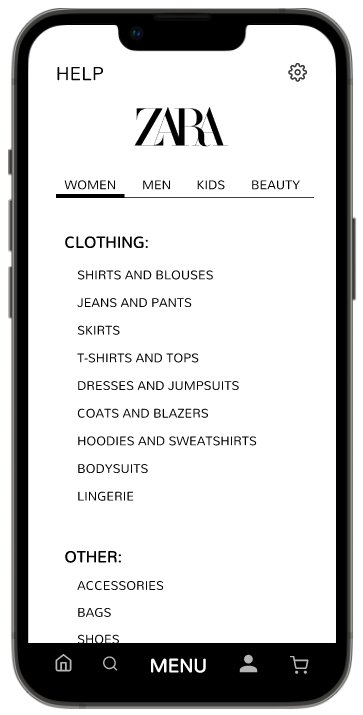 HELP
ZARA
WOMEN MEN KIDS BEAUTY
CLOTHING:
SHIRTS AND BLOUSES
JEANS AND PANTS
SKIRTS
T-SHIRTS AND TOPS
DRESSES AND JUMPSUITS
COATS AND BLAZERS
HOODIES AND SWEATSHIRTS
BODYSUITS
LINGERIE
OTHER:
ACCESSORIES
BAGS
SHOES
MENU